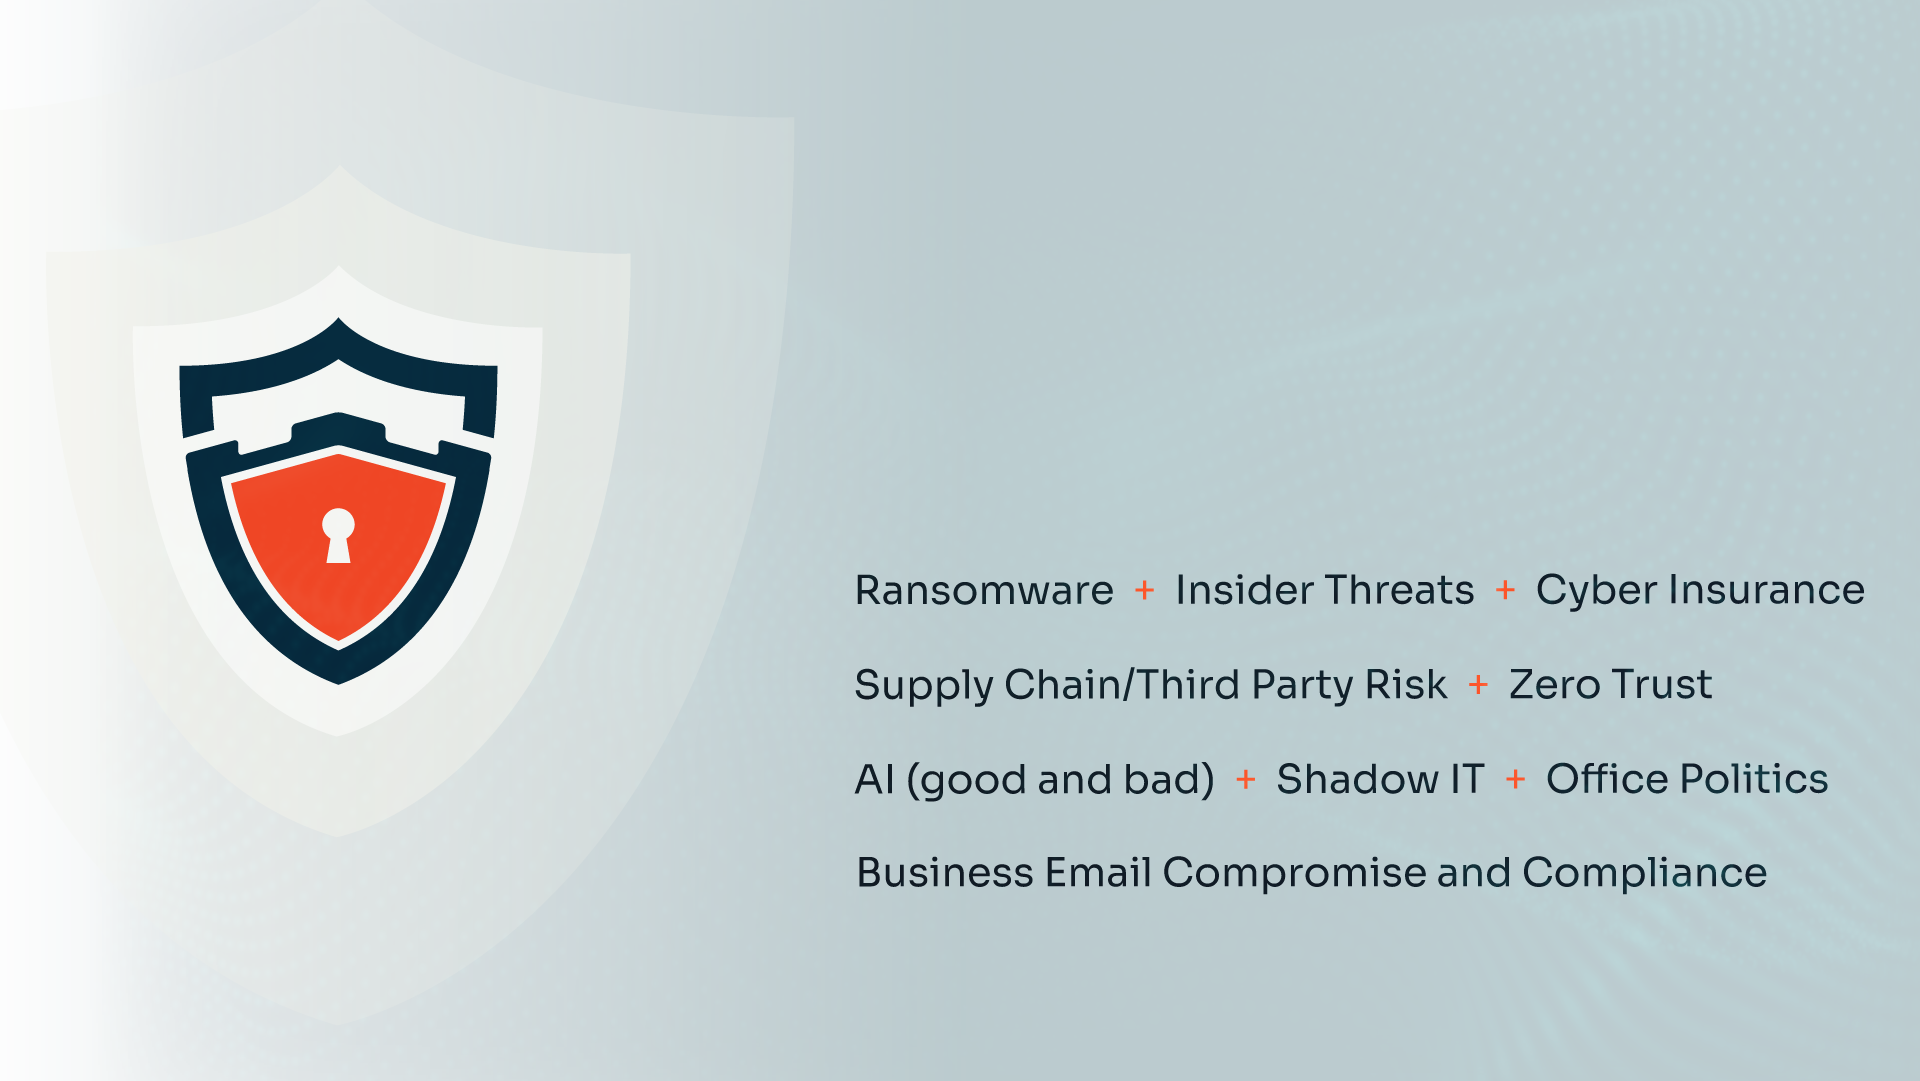 Ransomware + Insider Threats + Cyber Insurance
Supply Chain/Third Party Risk + Zero Trust
AI (good and bad) + Shadow IT + Office Politics
Business Email Compromise and Compliance